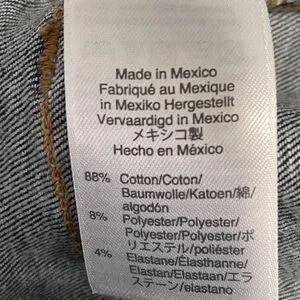 Made in Mexico
Fabriqué au Mexique
in Mexiko Hergestellt
Vervaardigd in Mexico
メキシコ製
Hecho en México
88% Cotton/Coton/
Baumwolle/Katoen/綿/
algodón
8% Polyester/Polyester/
Polyester/Polyester/ポ
リエステル/poliéster
4% Elastane/Élasthanne/
Elastan/Elastaan/エラ
ステーン/elastano